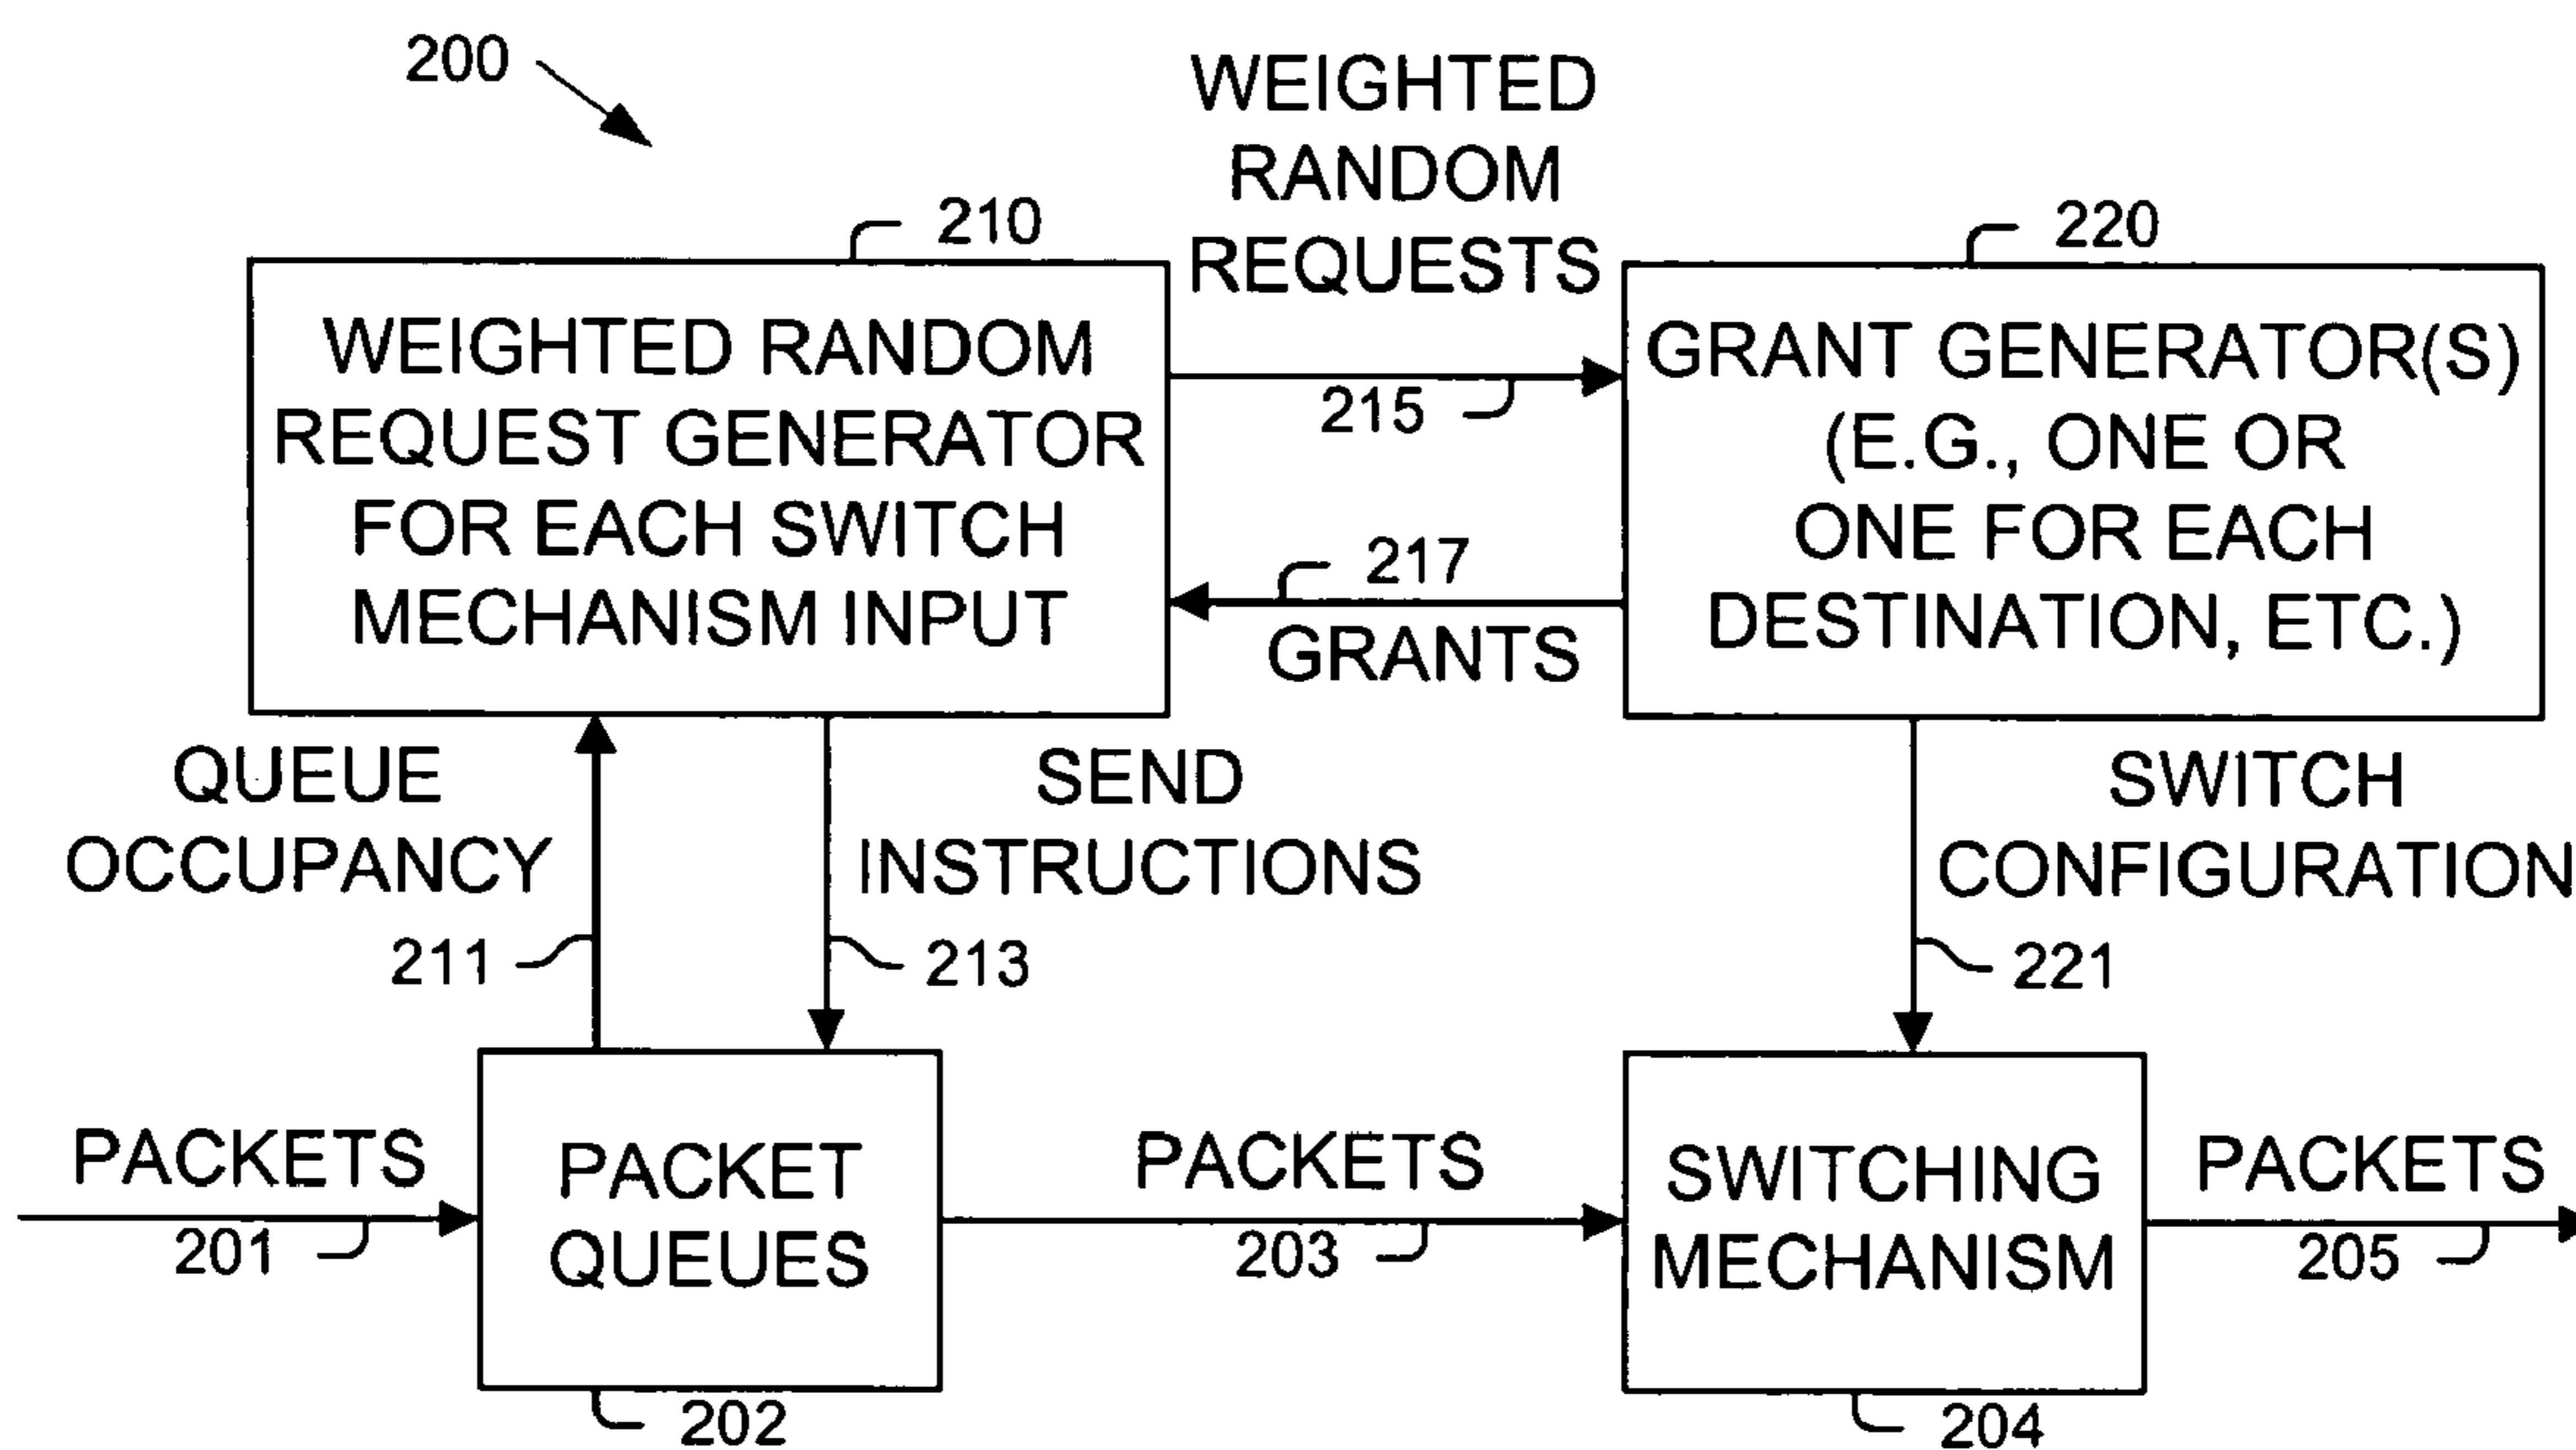 200
WEIGHTED
RANDOM
REQUESTS
210
220
WEIGHTED RANDOM
REQUEST GENERATOR
FOR EACH SWITCH
MECHANISM INPUT
215
217
GRANTS
GRANT GENERATOR(S)
(E.G., ONE OR
ONE FOR EACH
DESTINATION, ETC.)
QUEUE
OCCUPANCY
211
SEND
INSTRUCTIONS
213
SWITCH
CONFIGURATION
221
PACKETS
201
PACKET
QUEUES
202
PACKETS
203
SWITCHING
MECHANISM
204
PACKETS
205